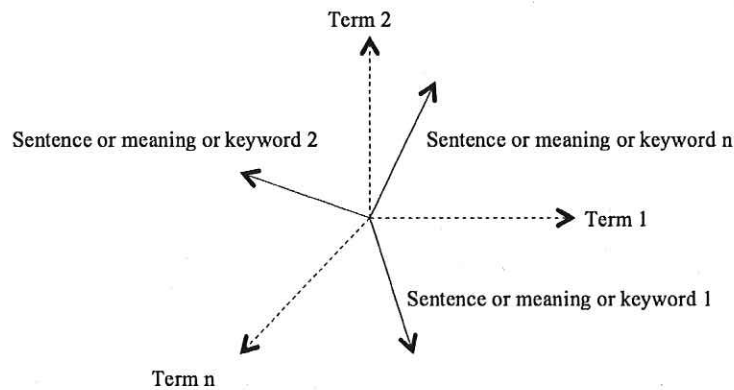 Term 2
Sentence or meaning or keyword 2
Sentence or meaning or keyword n
Term 1
Sentence or meaning or keyword 1
Term n